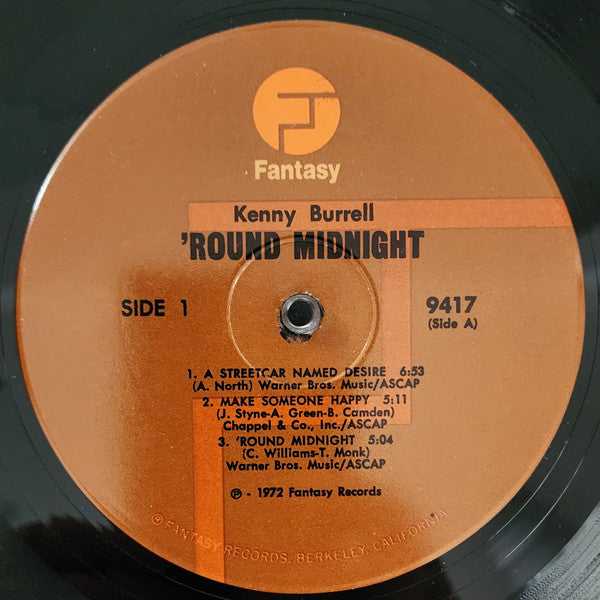 Fantasy
Kenny Burrell
'ROUND MIDNIGHT
SIDE 1
9417
(Side A)
1. A STREETCAR NAMED DESIRE 6:53
(A. North) Warner Bros. Music/ASCAP
2. MAKE SOMEONE HAPPY 5:11
(J. Styne-A. Green-B. Camden)
Chappel & Co., Inc./ASCAP
3. 'ROUND MIDNIGHT 5:04
(C. Williams-T. Monk)
Warner Bros. Music/ASCAP
℗ - 1972 Fantasy Records
© FANTASY RECORDS, BERKELEY, CALIFORNIA